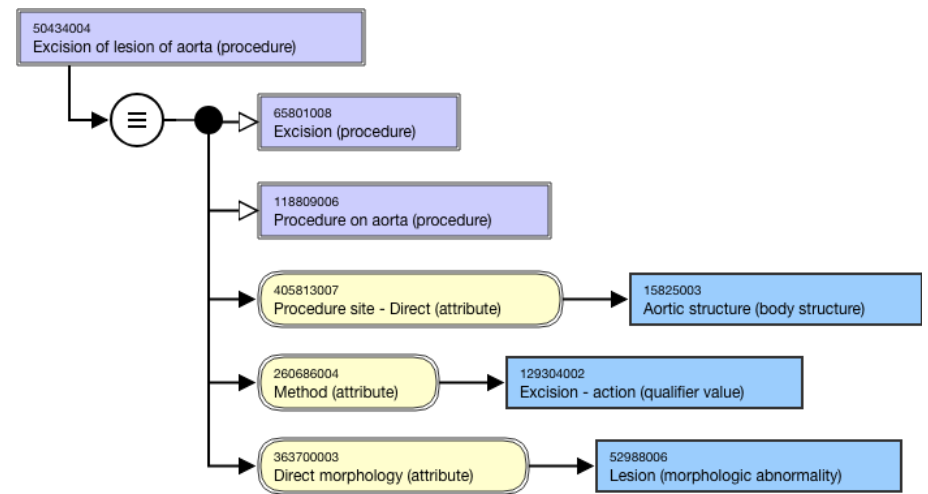 50434004
Excision of lesion of aorta (procedure)
65801008
Excision (procedure)
118809006
Procedure on aorta (procedure)
405813007
Procedure site - Direct (attribute)
15825003
Aortic structure (body structure)
260686004
Method (attribute)
129304002
Excision - action (qualifier value)
363700003
Direct morphology (attribute)
52988006
Lesion (morphologic abnormality)